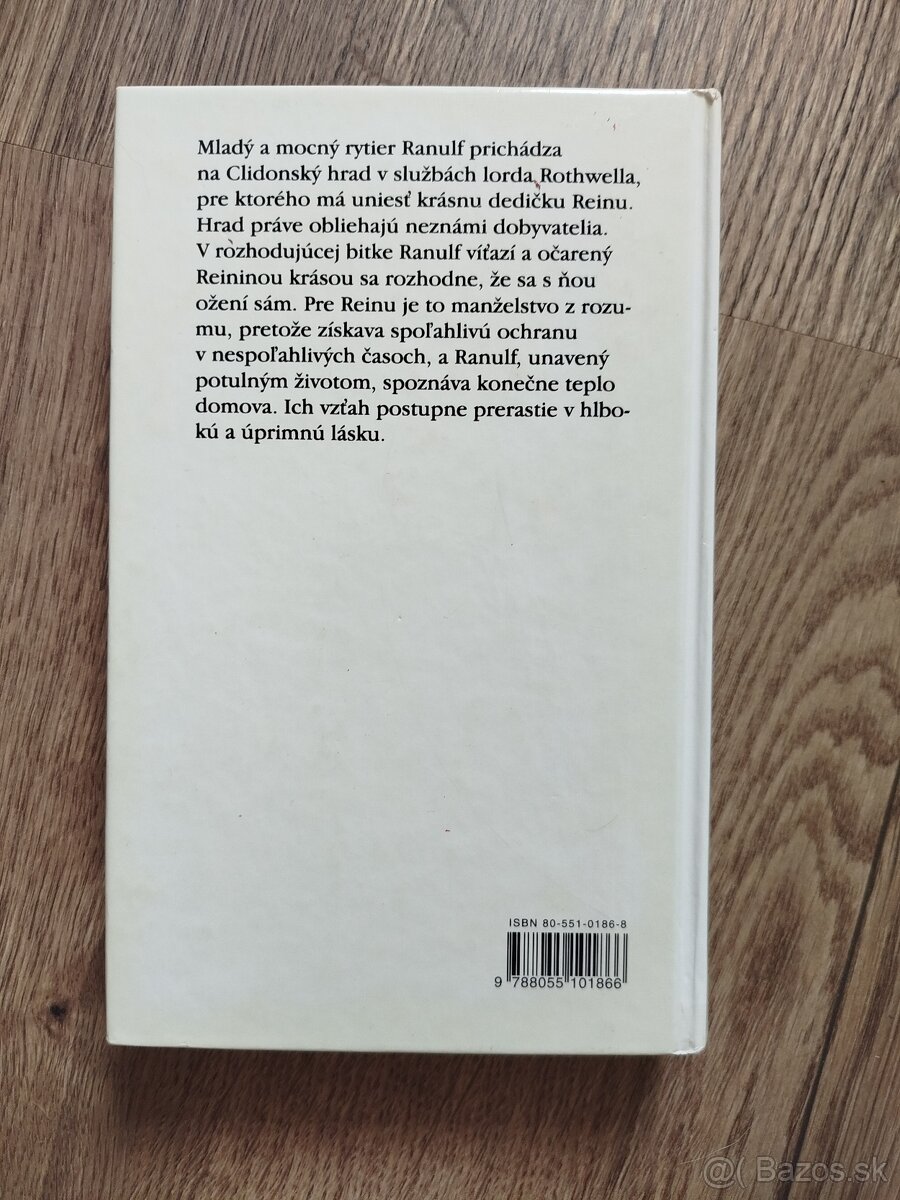 Mladý a mocný rytier Ranulf prichádza
na Clidonský hrad v službách lorda Rothwella,
pre ktorého má uniesť krásnu dedičku Reinu.
Hrad práve obliehajú neznámi dobyvatelia.
V rozhodujúcej bitke Ranulf víťazí a očarený
Reininou krásou sa rozhodne, že sa s ňou
ožení sám. Pre Reinu je to manželstvo z rozu-
mu, pretože získava spoľahlivú ochranu
v nespoľahlivých časoch, a Ranulf, unavený
potulným životom, spoznáva konečne teplo
domova. Ich vzťah postupne prerastie v hlbo-
kú a úprimnú lásku.
ISBN 80-551-0186-8
9 788055 101866
@( Bazos.sk